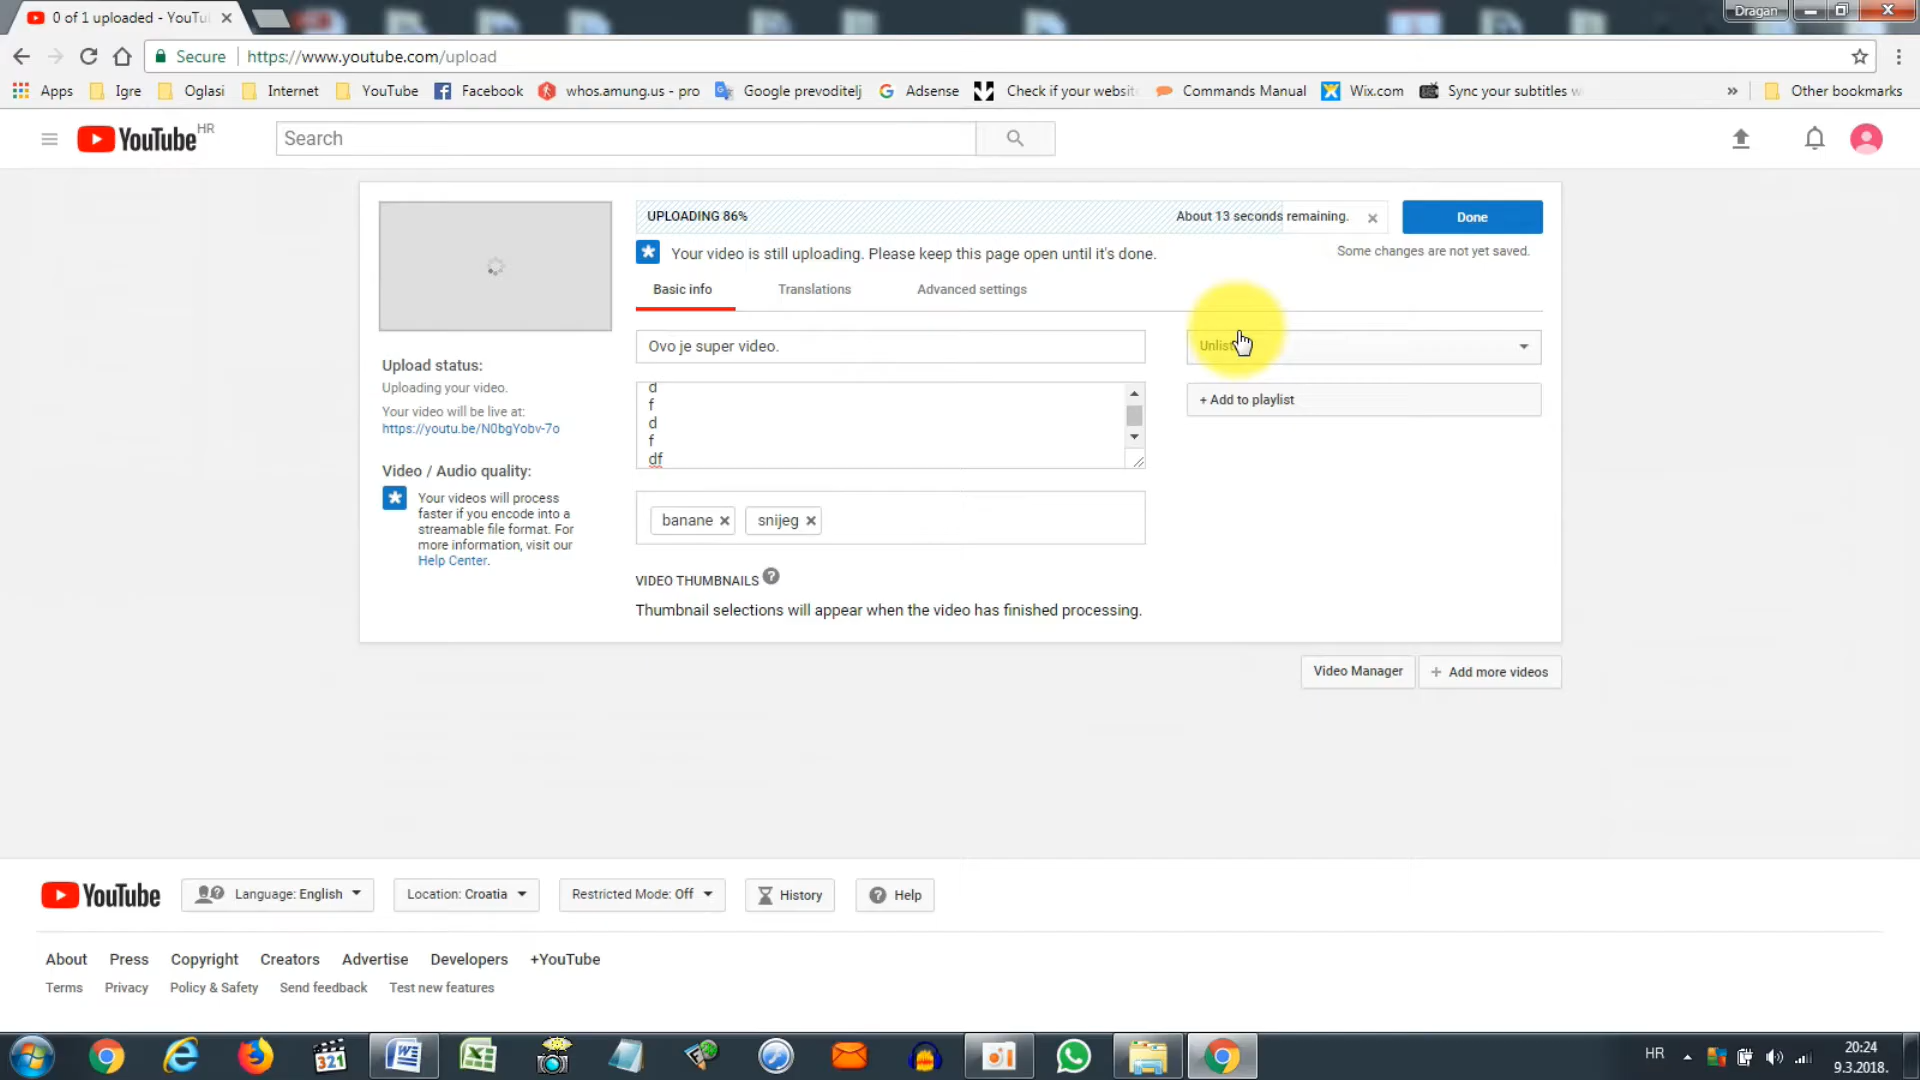 0 of 1 uploaded - YouTu
Dragan
Secure
https://www.youtube.com/upload
Apps
Igre
Oglasi
Internet
YouTube
Facebook
whos.amung.us - pro
Google prevoditelj
Adsense
Check if your websit
Commands Manual
Wix.com
Sync your subtitles w
»
Other bookmarks
YouTube HR
Search
UPLOADING 86%
About 13 seconds remaining.
Done
Your video is still uploading. Please keep this page open until it's done.
Some changes are not yet saved.
Basic info
Translations
Advanced settings
Ovo je super video.
Unlis
Upload status:
Uploading your video.
Your video will be live at:
https://youtu.be/N0bgYobv-7o
d
f
d
f
df
+ Add to playlist
Video / Audio quality:
Your videos will process
faster if you encode into a
streamable file format. For
more information, visit our
Help Center.
banane
snijeg
VIDEO THUMBNAILS ?
Thumbnail selections will appear when the video has finished processing.
Video Manager
+ Add more videos
YouTube
Language: English
Location: Croatia
Restricted Mode: Off
History
Help
About
Press
Copyright
Creators
Advertise
Developers
+YouTube
Terms
Privacy
Policy & Safety
Send feedback
Test new features
321
HR
20:24
9.3.2018.